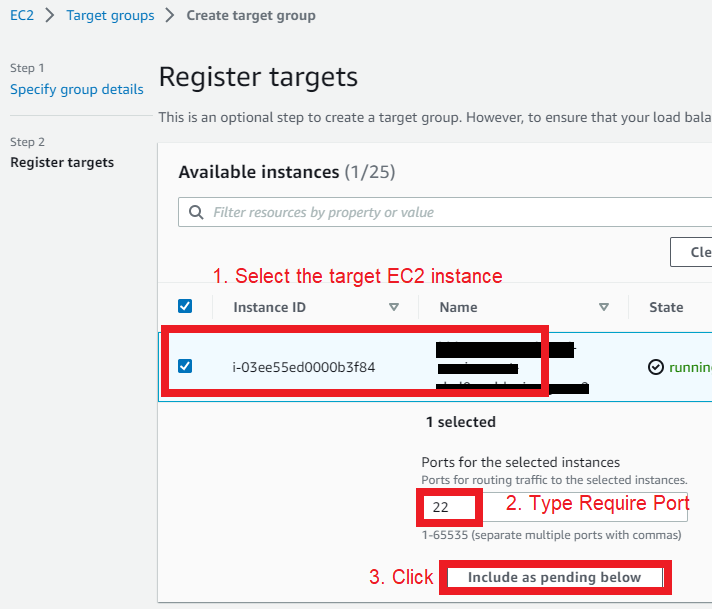 EC2 > Target groups > Create target group
Step 1
Specify group details
Step 2
Register targets
Register targets
This is an optional step to create a target group. However, to ensure that your load bala
Available instances (1/25)
Filter resources by property or value
Cle
1. Select the target EC2 instance
Instance ID Name State
i-03ee55ed0000b3f84 runnin
1 selected
Ports for the selected instances
Ports for routing traffic to the selected instances.
22 2. Type Require Port
1-65535 (separate multiple ports with commas)
3. Click Include as pending below